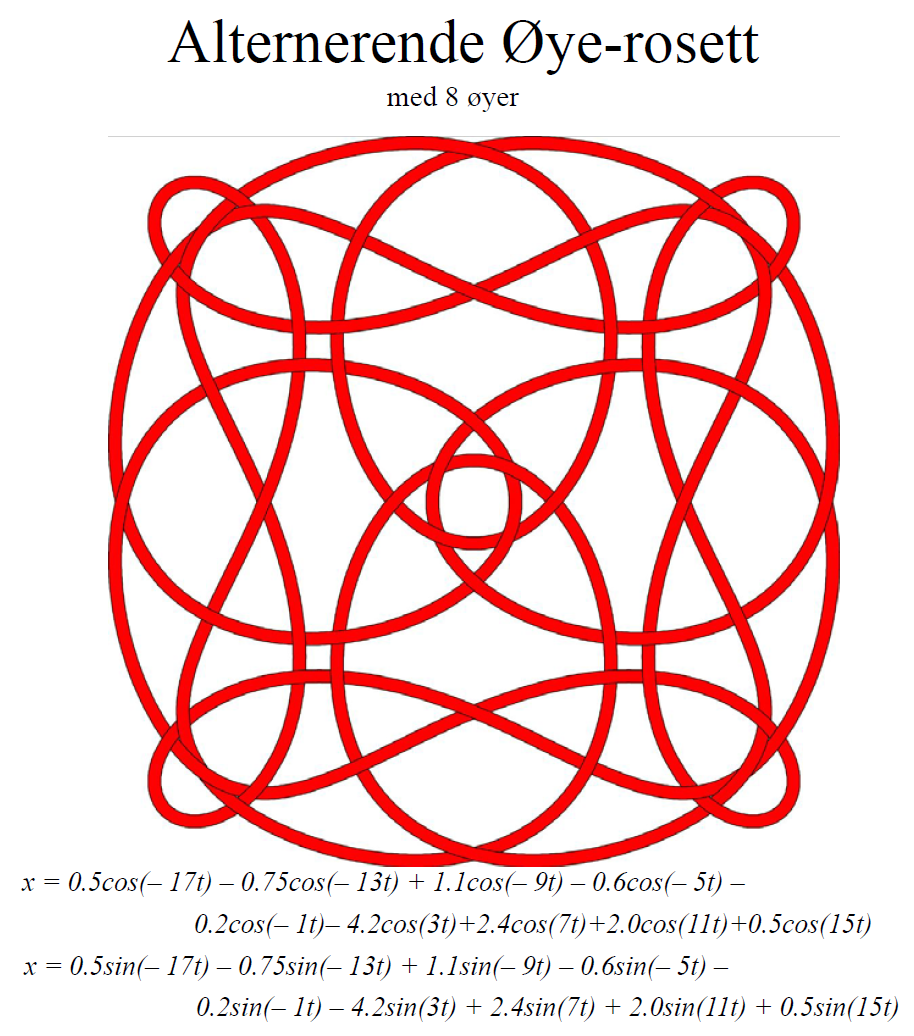 Alternerende Øye-rosett
med 8 øyer
x = 0.5cos(– 17t) – 0.75cos(– 13t) + 1.1cos(– 9t) – 0.6cos(– 5t) –
0.2cos(– 1t)– 4.2cos(3t)+2.4cos(7t)+2.0cos(11t)+0.5cos(15t)
x = 0.5sin(– 17t) – 0.75sin(– 13t) + 1.1sin(– 9t) – 0.6sin(– 5t) –
0.2sin(– 1t) – 4.2sin(3t) + 2.4sin(7t) + 2.0sin(11t) + 0.5sin(15t)